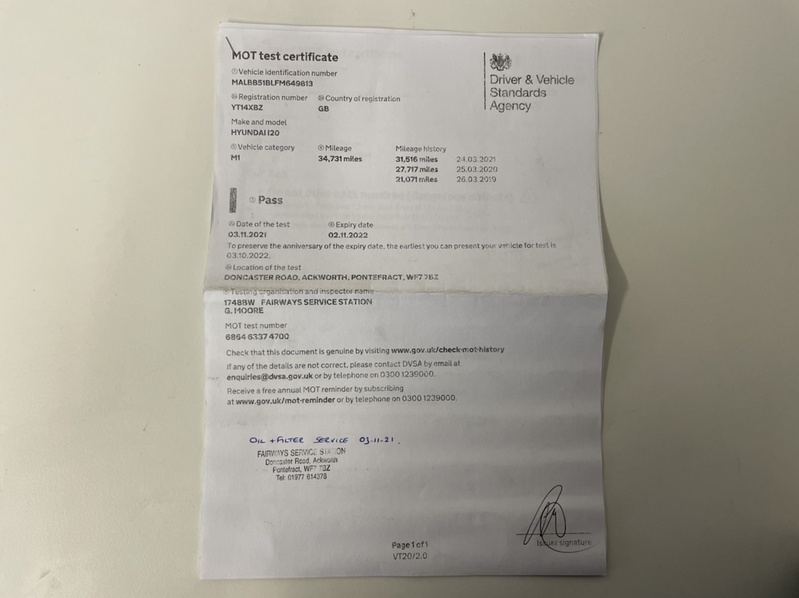 MOT test certificate
Driver & Vehicle
Standards
Agency
Vehicle identification number
MALBB51BLFM649813
Registration number Country of registration
YT14XBZ GB
Make and model
HYUNDAI I20
Vehicle category Mileage Mileage history
M1 34,731 miles 31,516 miles 24.03.2021
27,717 miles 25.03.2020
21,071 miles 26.03.2019
Pass
Date of the test Expiry date
03.11.2021 02.11.2022
To preserve the anniversary of the expiry date, the earliest you can present your vehicle for test is
03.10.2022.
Location of the test
DONCASTER ROAD, ACKWORTH, PONTEFRACT, WF7 7BZ
Testing organisation and inspector name
1748BW FAIRWAYS SERVICE STATION
G. MOORE
MOT test number
6864 6337 4700
Check that this document is genuine by visiting www.gov.uk/check-mot-history
If any of the details are not correct, please contact DVSA by email at
enquiries@dvsa.gov.uk or by telephone on 0300 1239000.
Receive a free annual MOT reminder by subscribing
at www.gov.uk/mot-reminder or by telephone on 0300 1239000.
OIL + FILTER SERVICE 03.11.21.
FAIRWAYS SERVICE STATION
Doncaster Road, Ackworth
Pontefract, WF7 7BZ
Tel: 01977 614378
Issuer signature
Page 1 of 1
VT20/2.0